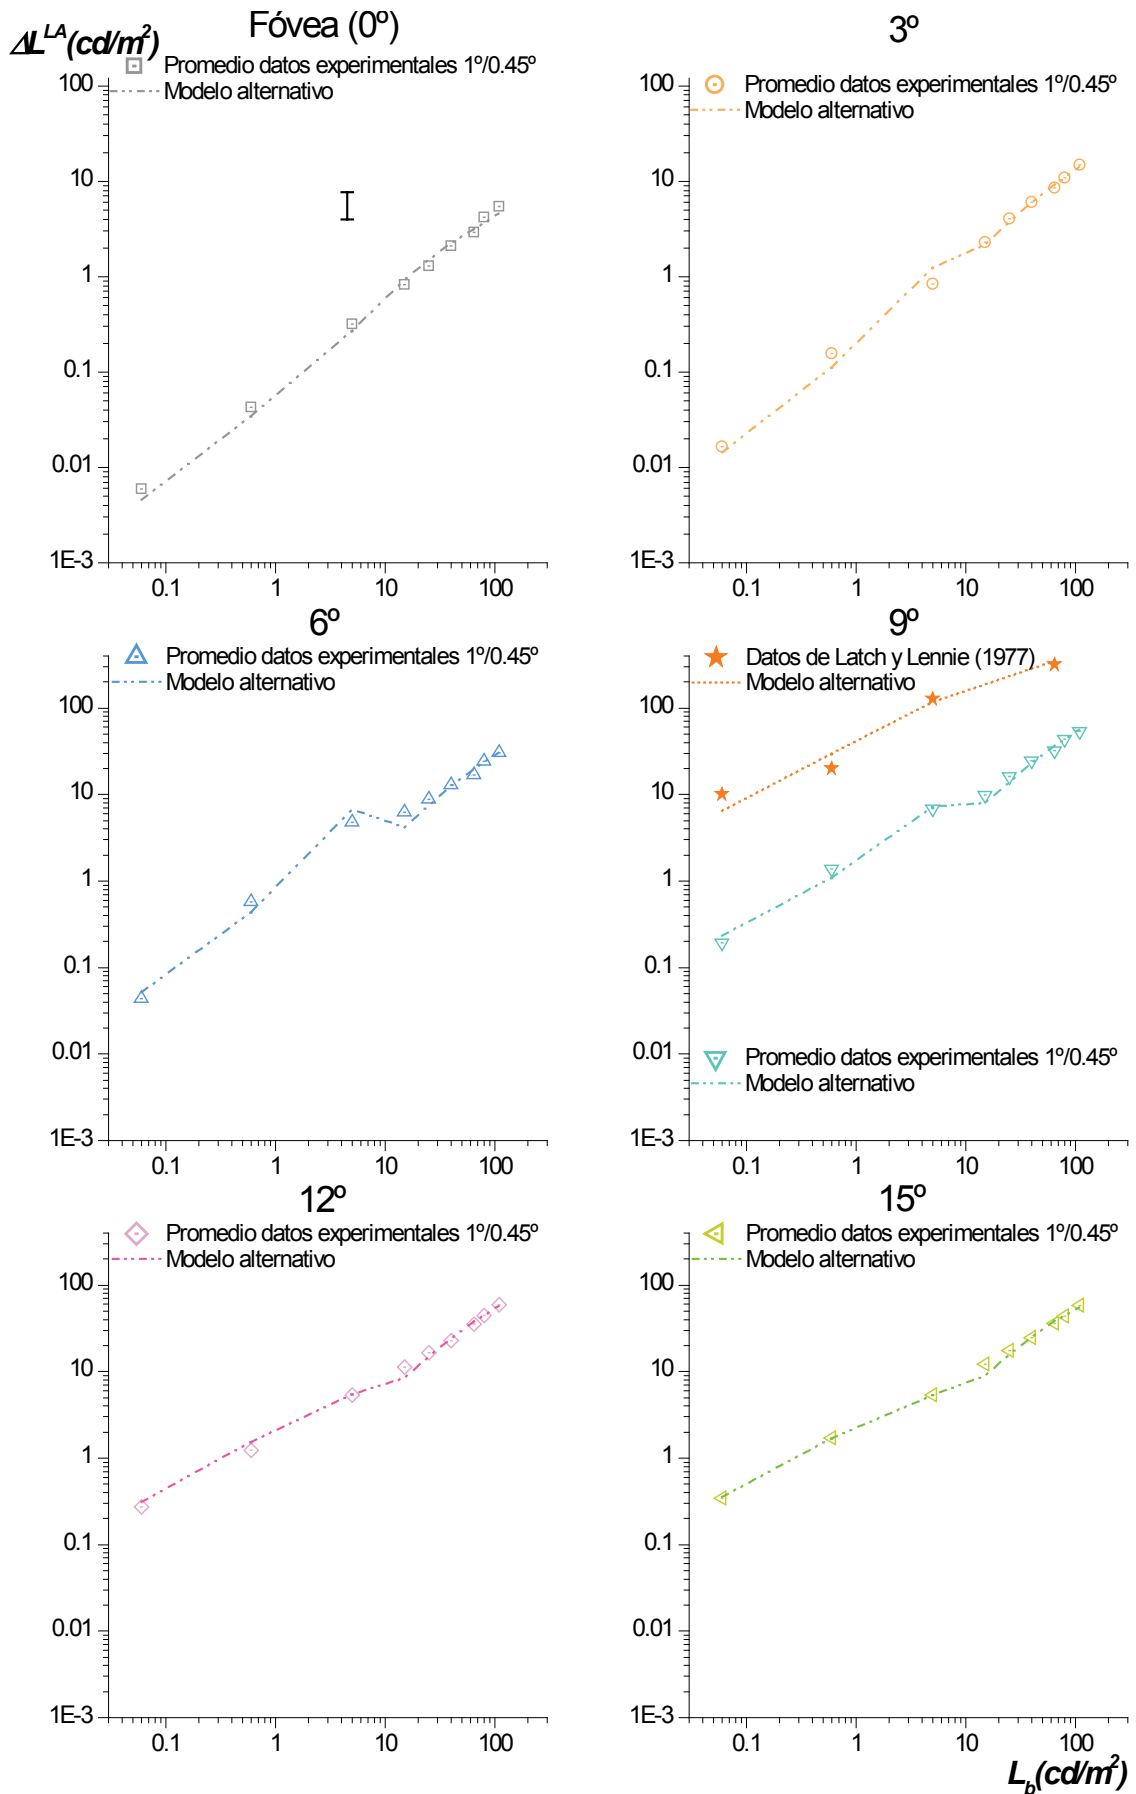 ΔL^LA(cd/m²)
Fóvea (0º)
Promedio datos experimentales 1º/0.45º
Modelo alternativo
100
10
1
0.1
0.01
1E-3
0.1 1 10 100
3º
Promedio datos experimentales 1º/0.45º
Modelo alternativo
100
10
1
0.1
0.01
1E-3
0.1 1 10 100
6º
Promedio datos experimentales 1º/0.45º
Modelo alternativo
100
10
1
0.1
0.01
1E-3
0.1 1 10 100
9º
Datos de Latch y Lennie (1977)
Modelo alternativo
100
10
1
0.1
0.01
1E-3
Promedio datos experimentales 1º/0.45º
Modelo alternativo
0.1 1 10 100
12º
Promedio datos experimentales 1º/0.45º
Modelo alternativo
100
10
1
0.1
0.01
1E-3
0.1 1 10 100
15º
Promedio datos experimentales 1º/0.45º
Modelo alternativo
100
10
1
0.1
0.01
1E-3
0.1 1 10 100
L_b(cd/m²)